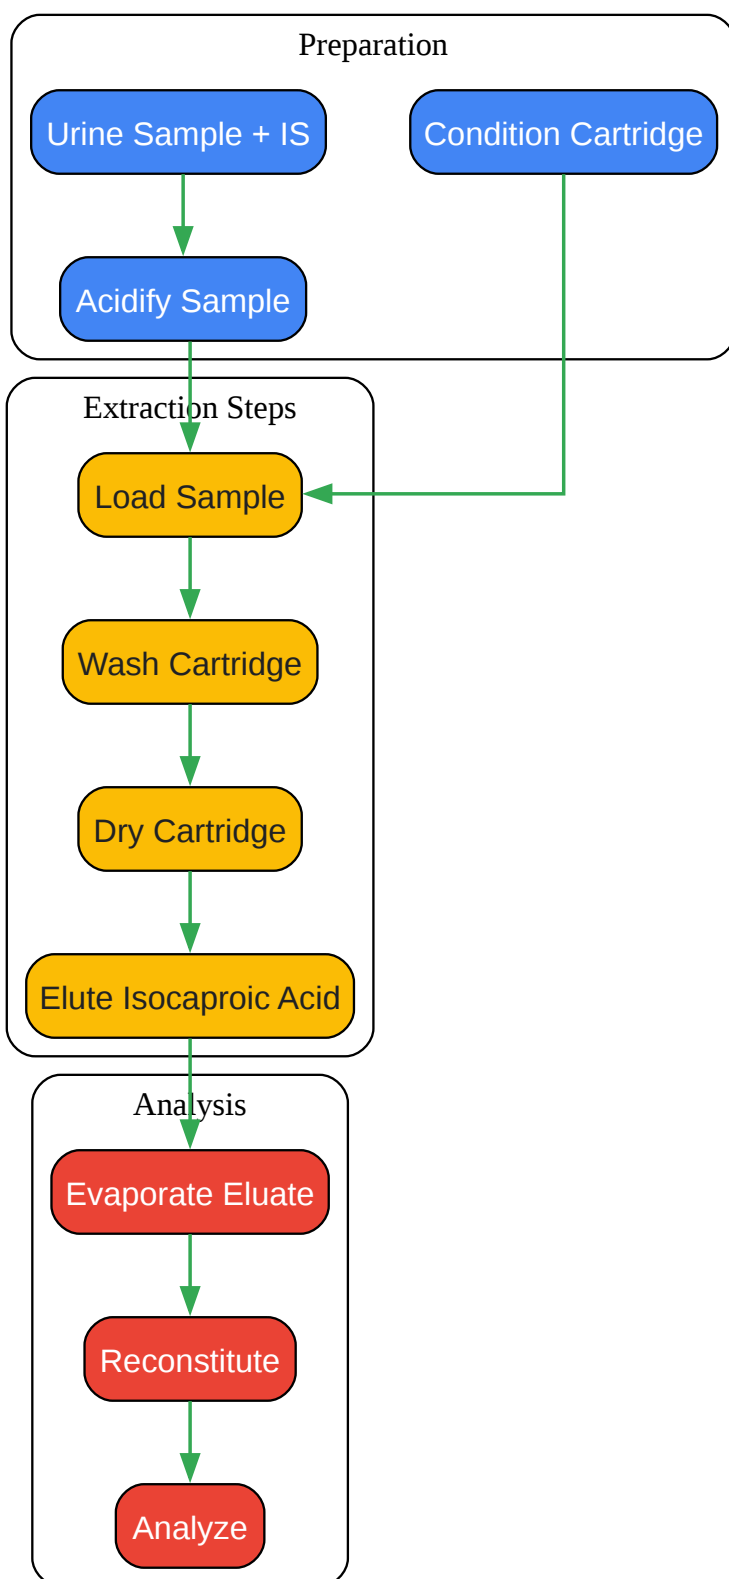 Preparation
Urine Sample + IS
Condition Cartridge
Acidify Sample
Extraction Steps
Load Sample
Wash Cartridge
Dry Cartridge
Elute Isocaproic Acid
Analysis
Evaporate Eluate
Reconstitute
Analyze